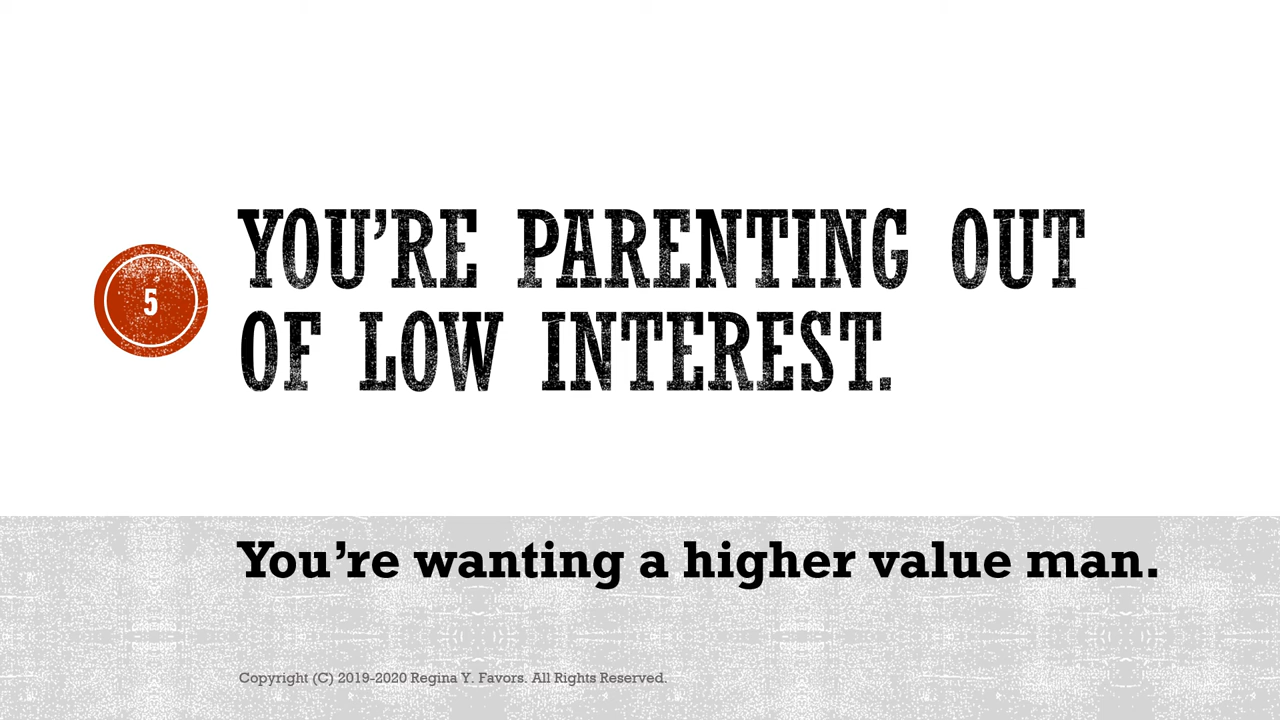 5
YOU’RE PARENTING OUT
OF LOW INTEREST.
You’re wanting a higher value man.
Copyright (C) 2019-2020 Regina Y. Favors. All Rights Reserved.